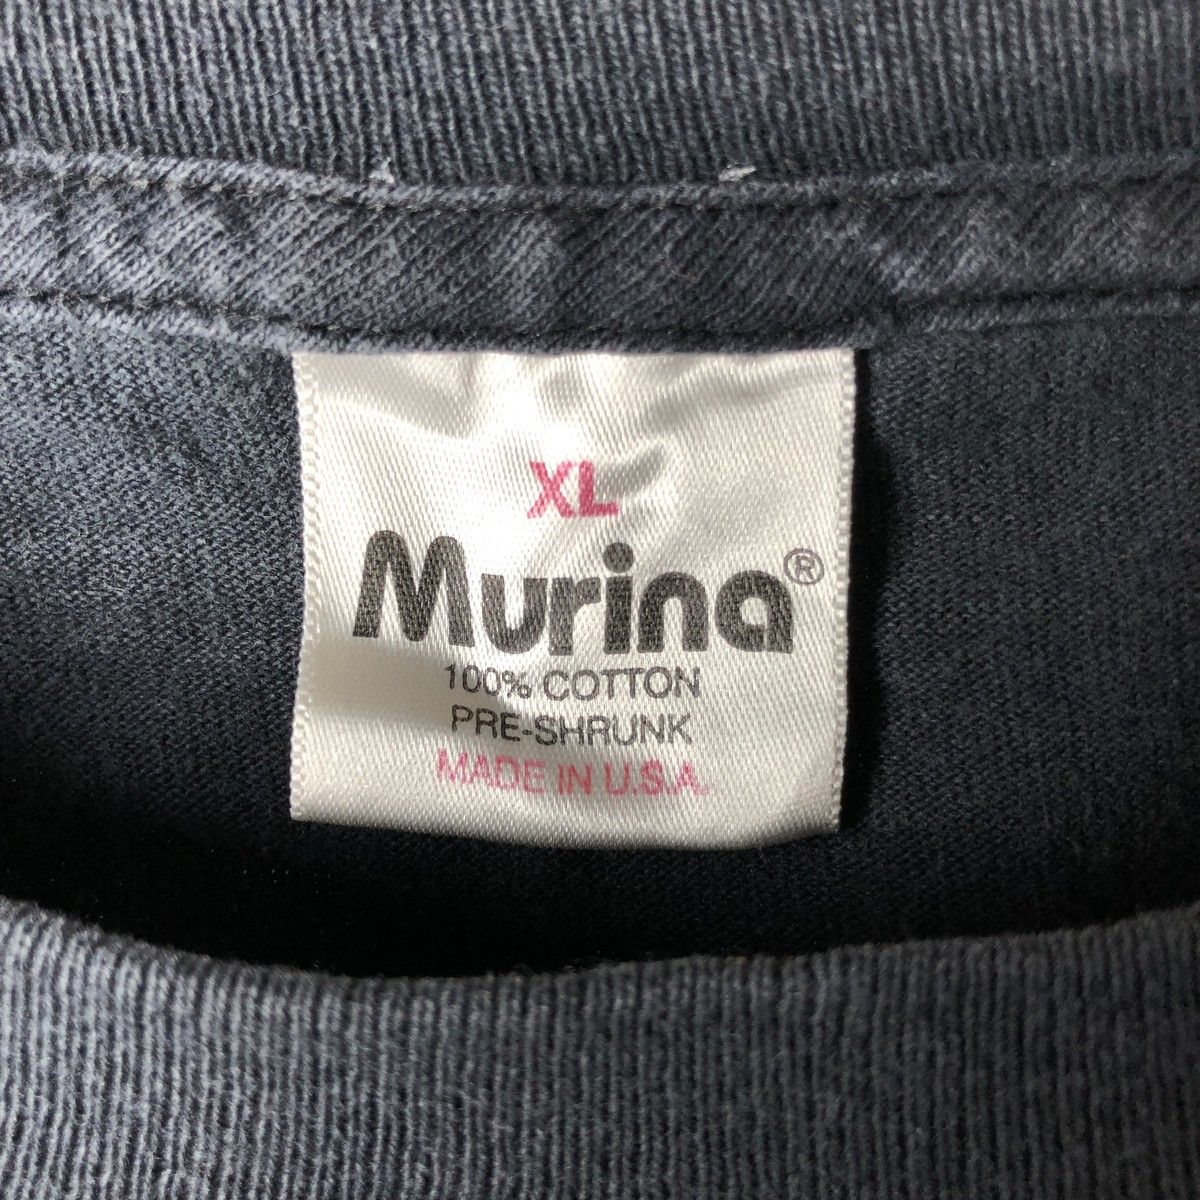 XL
Murina®
100% COTTON
PRE-SHRUNK
MADE IN U.S.A.